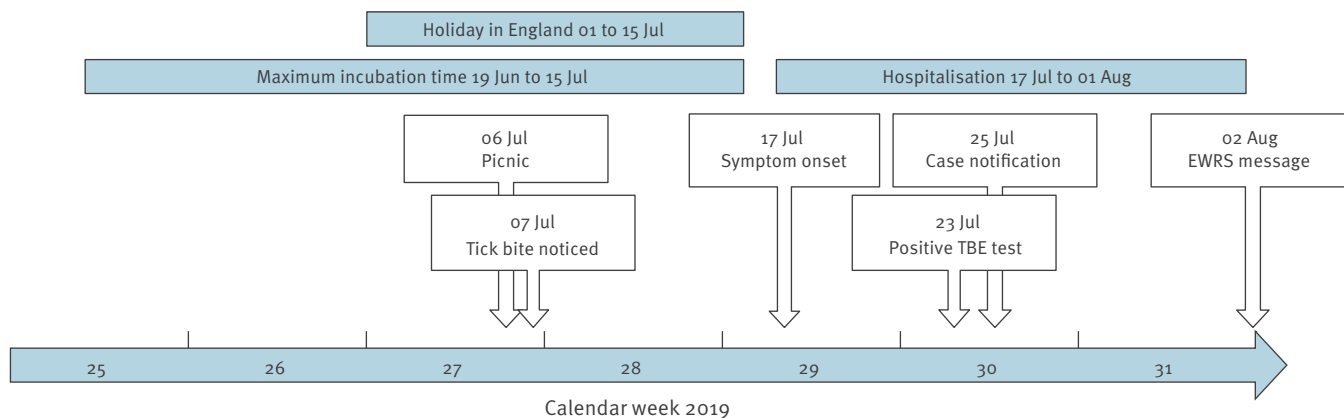 Holiday in England 01 to 15 Jul
Maximum incubation time 19 Jun to 15 Jul
Hospitalisation 17 Jul to 01 Aug
06 Jul
Picnic
07 Jul
Tick bite noticed
17 Jul
Symptom onset
25 Jul
Case notification
23 Jul
Positive TBE test
02 Aug
EWRS message
25
26
27
28
29
30
31
Calendar week 2019